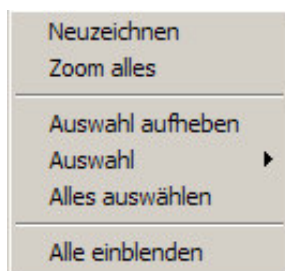 Neuzeichnen
Zoom alles
Auswahl aufheben
Auswahl
Alles auswählen
Alle einblenden